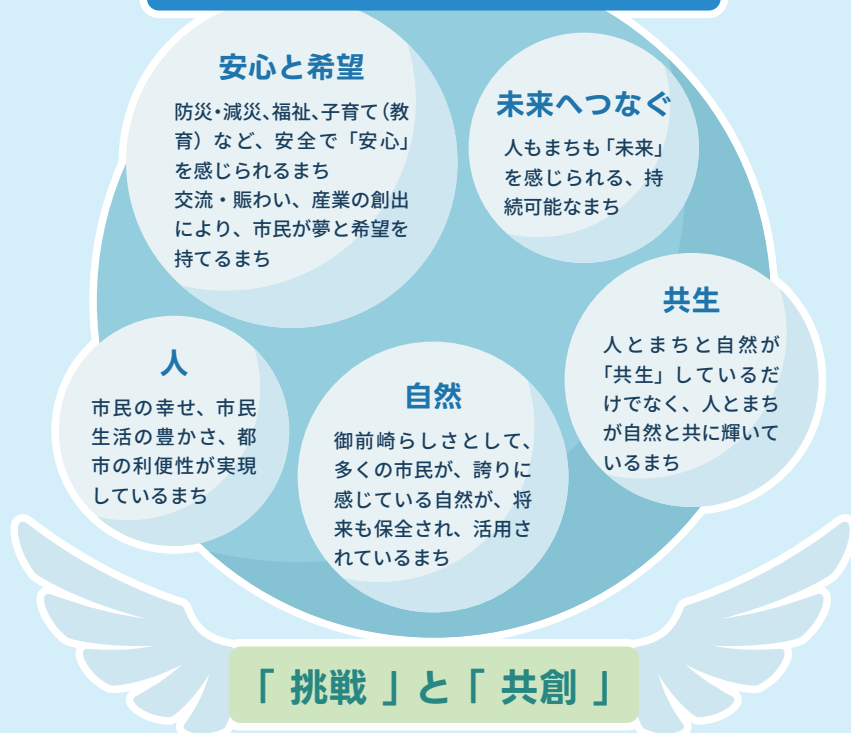 安心と希望
防災・減災、福祉、子育て（教
育）など、安全で「安心」
を感じられるまち
交流・賑わい、産業の創出
により、市民が夢と希望を
持てるまち
未来へつなぐ
人もまちも「未来」
を感じられる、持
続可能なまち
共生
人とまちと自然が
「共生」しているだ
けでなく、人とまち
が自然と共に輝いて
いるまち
人
市民の幸せ、市民
生活の豊かさ、都
市の利便性が実現
しているまち
自然
御前崎らしさとして、
多くの市民が、誇りに
感じている自然が、将
来も保全され、活用さ
れているまち
「 挑戦 」と「 共創 」